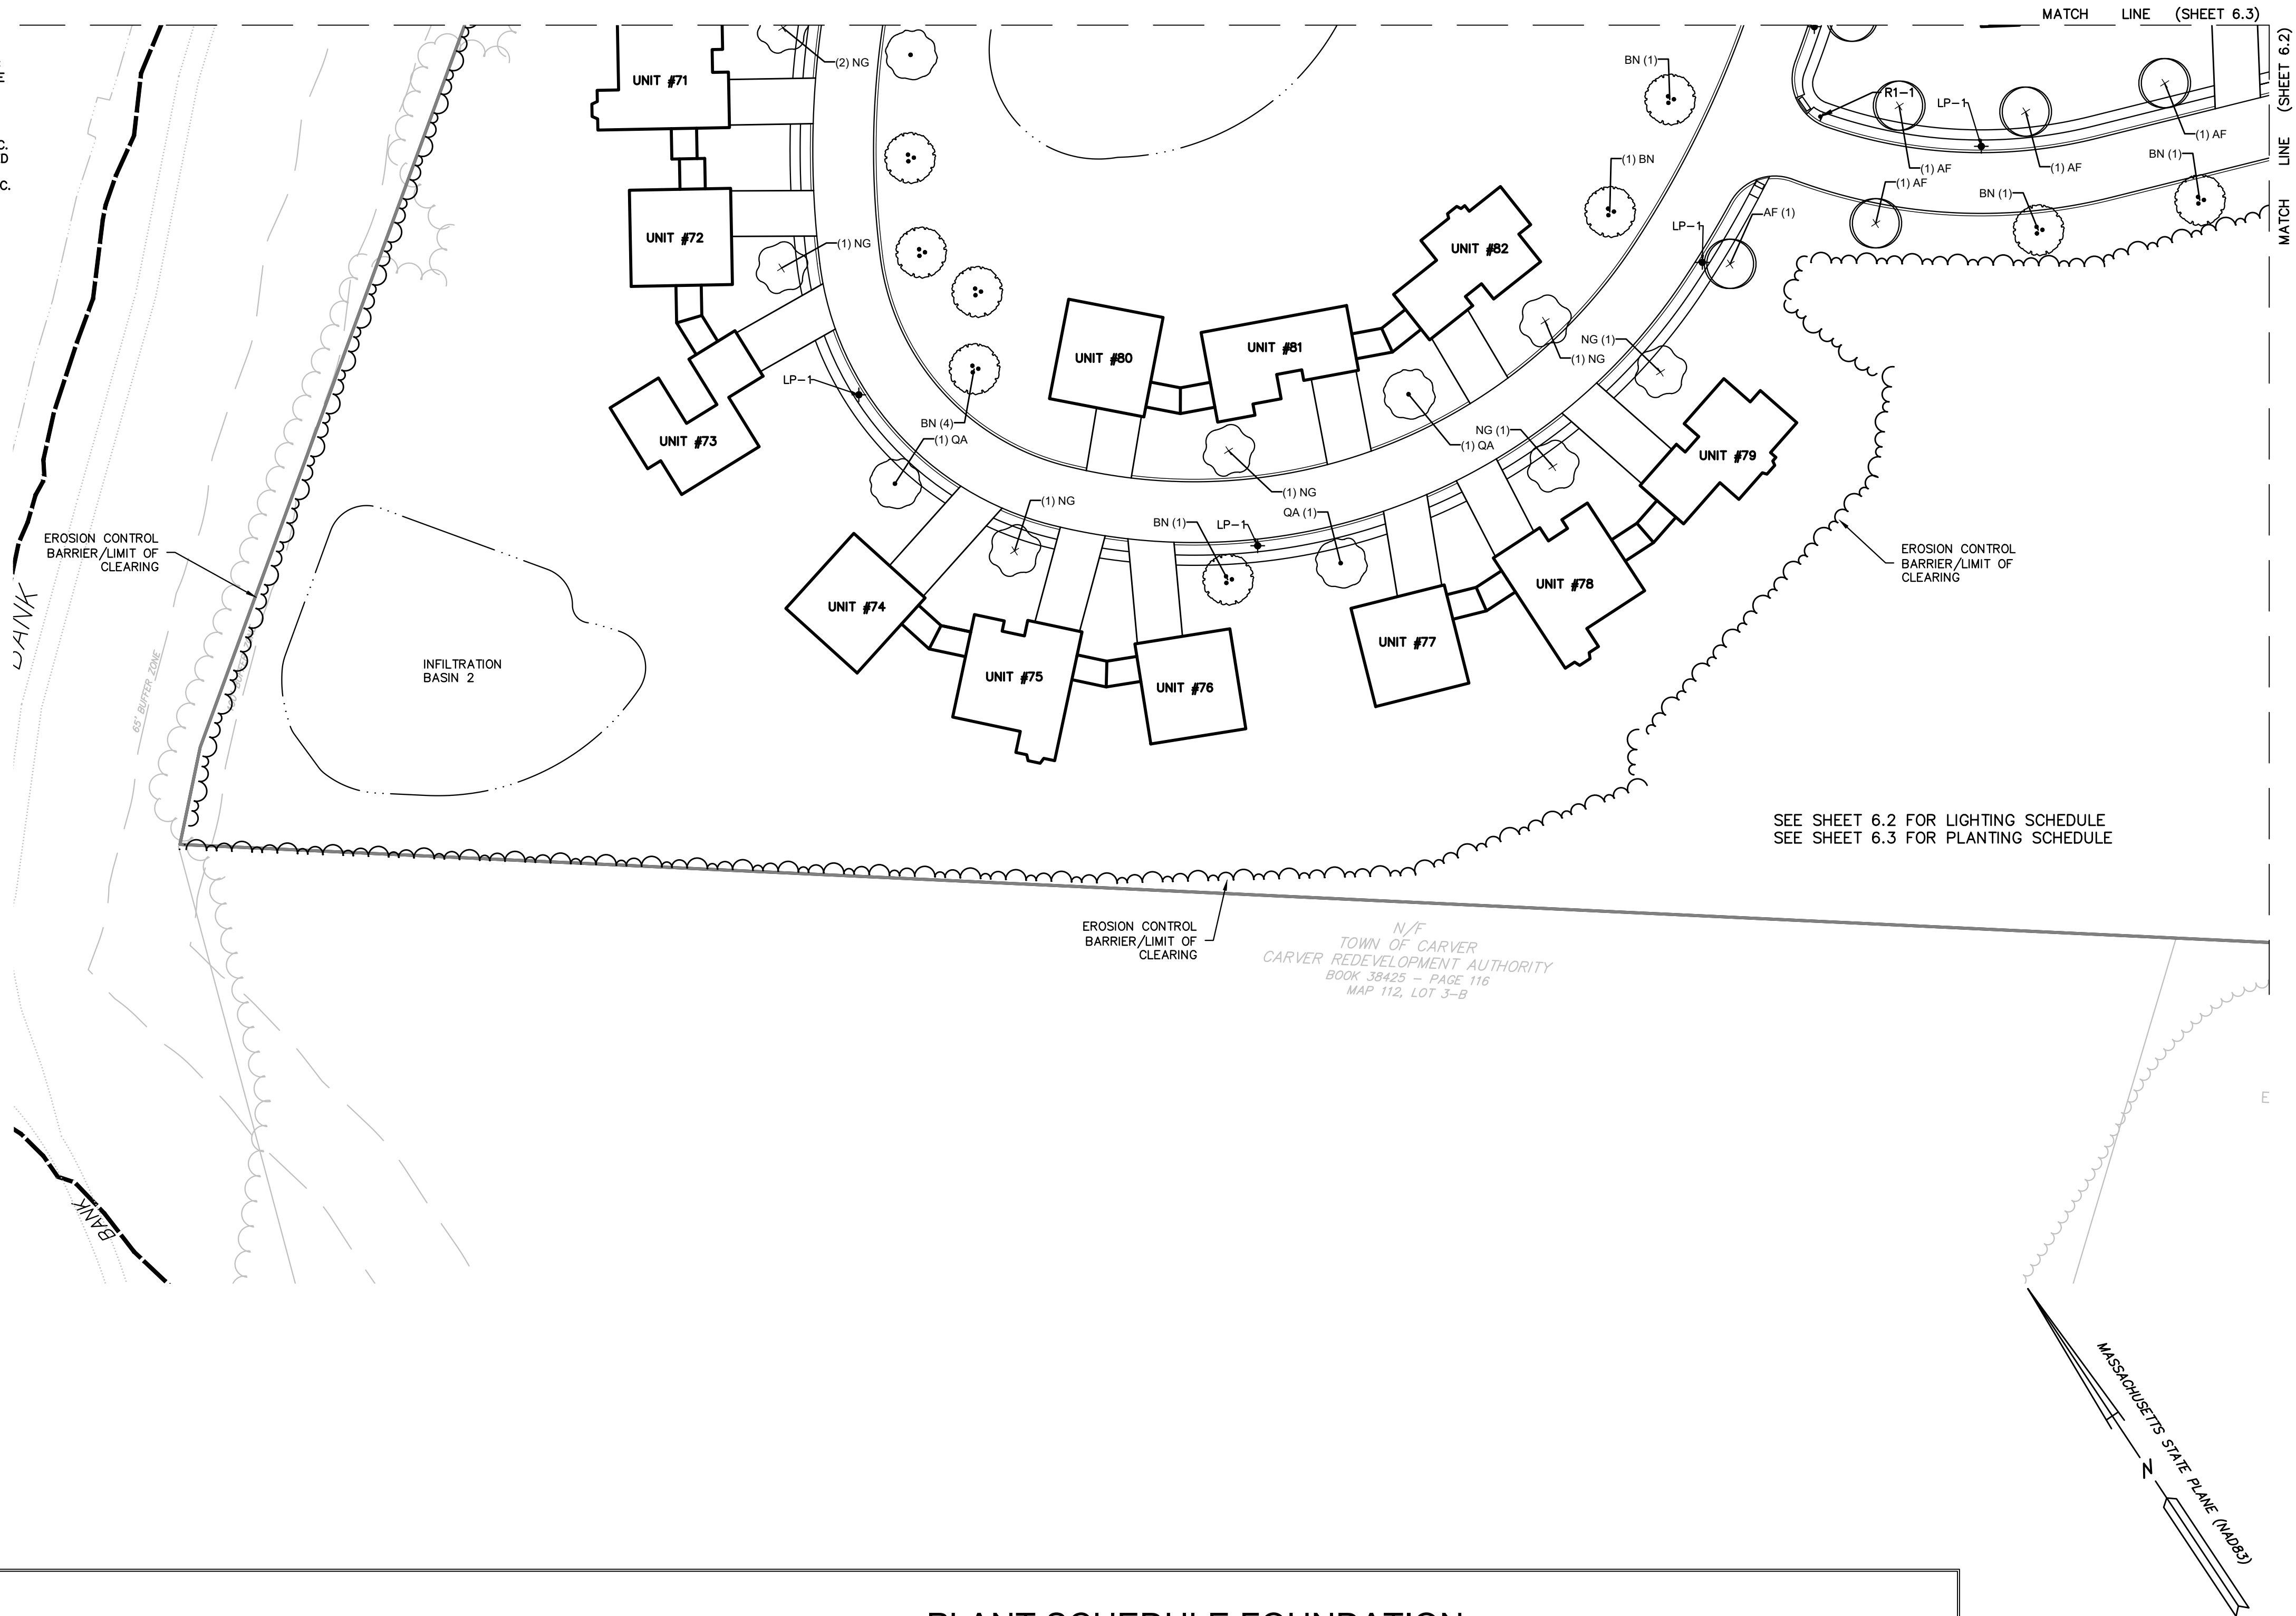 MATCH LINE (SHEET 6.3)
MATCH LINE (SHEET 6.2)
E
C.
D
C.
UNIT #71
(2) NG
BN (1)
R1-1
LP-1
(1) AF
(1) AF
(1) AF
(1) AF
BN (1)
BN (1)
(1) BN
AF (1)
LP-1
UNIT #72
(1) NG
UNIT #82
UNIT #80
UNIT #81
(1) NG
NG (1)
LP-1
UNIT #73
BN (4)
(1) QA
(1) QA
NG (1)
UNIT #79
(1) NG
(1) NG
BN (1)
LP-1
QA (1)
EROSION CONTROL
BARRIER/LIMIT OF
CLEARING
EROSION CONTROL
BARRIER/LIMIT OF
CLEARING
BANK
UNIT #74
UNIT #75
UNIT #76
UNIT #77
UNIT #78
65' BUFFER ZONE
INFILTRATION
BASIN 2
SEE SHEET 6.2 FOR LIGHTING SCHEDULE
SEE SHEET 6.3 FOR PLANTING SCHEDULE
EROSION CONTROL
BARRIER/LIMIT OF
CLEARING
N/F
TOWN OF CARVER
CARVER REDEVELOPMENT AUTHORITY
BOOK 38425 - PAGE 116
MAP 112, LOT 3-B
E
BANK
MASSACHUSETTS STATE PLANE (NAD83)
N
PLANT SCHEDULE FOUNDATION